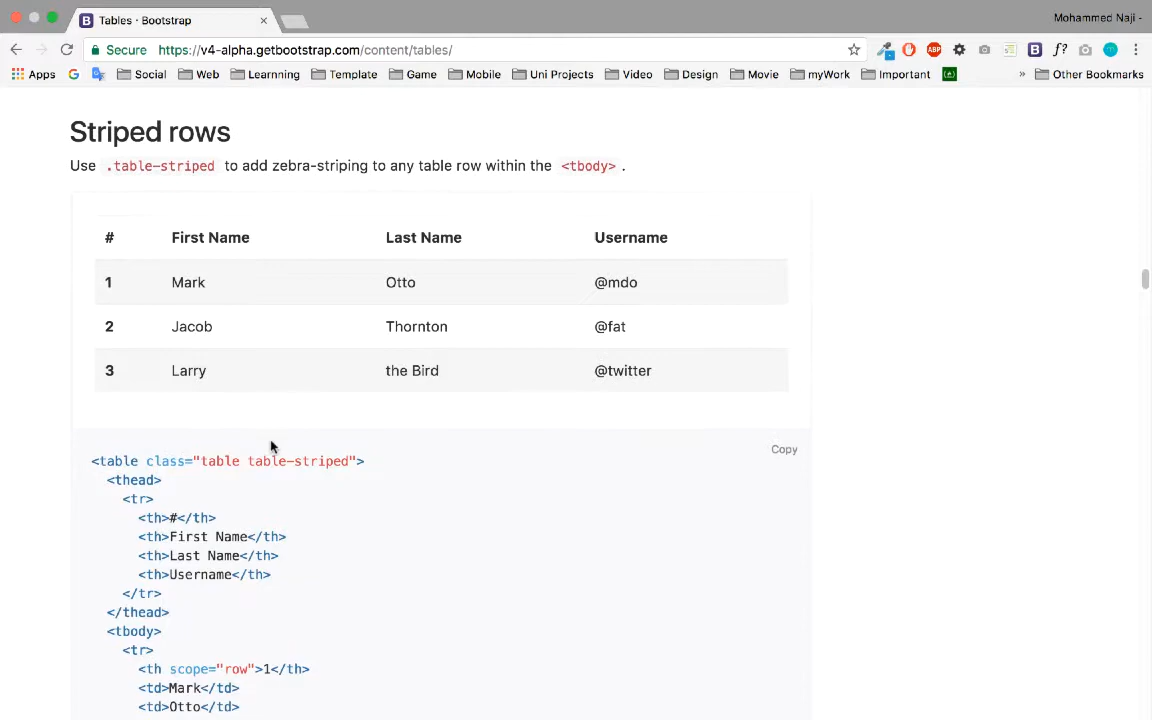 Tables · Bootstrap
Mohammed Naji -
Secure https://v4-alpha.getbootstrap.com/content/tables/
Apps Social Web Learnning Template Game Mobile Uni Projects Video Design Movie myWork Important » Other Bookmarks
Striped rows
Use .table-striped to add zebra-striping to any table row within the <tbody> .
# First Name Last Name Username
1 Mark Otto @mdo
2 Jacob Thornton @fat
3 Larry the Bird @twitter
Copy
<table class="table table-striped">
<thead>
<tr>
<th>#</th>
<th>First Name</th>
<th>Last Name</th>
<th>Username</th>
</tr>
</thead>
<tbody>
<tr>
<th scope="row">1</th>
<td>Mark</td>
<td>Otto</td>